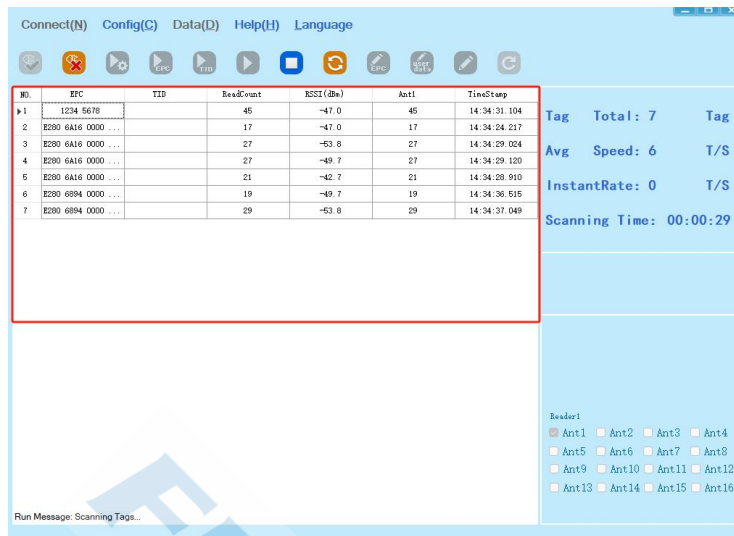 Connect(N) Config(C) Data(D) Help(H) Language
EPC TID EPC user data
NO. EPC TID ReadCount RSSI(dBm) Ant1 TimeStamp
1 1234 5678 45 -47.0 45 14:34:31.104
2 E280 6A16 0000 ... 17 -47.0 17 14:34:24.217
3 E280 6A16 0000 ... 27 -53.8 27 14:34:29.024
4 E280 6A16 0000 ... 27 -49.7 27 14:34:29.120
5 E280 6A16 0000 ... 21 -42.7 21 14:34:28.910
6 E280 6894 0000 ... 19 -49.7 19 14:34:36.515
7 E280 6894 0000 ... 29 -53.8 29 14:34:37.049
Tag Total: 7 Tag
Avg Speed: 6 T/S
InstantRate: 0 T/S
Scanning Time: 00:00:29
Reader1
Ant1 Ant2 Ant3 Ant4
Ant5 Ant6 Ant7 Ant8
Ant9 Ant10 Ant11 Ant12
Ant13 Ant14 Ant15 Ant16
Run Message: Scanning Tags...